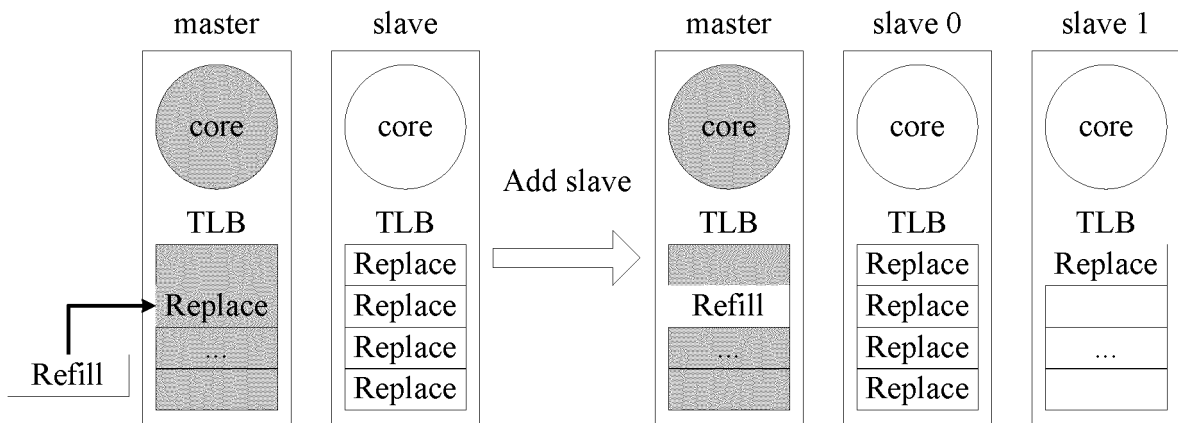 master slave master slave 0 slave 1
core core core core core
Add slave
TLB TLB TLB TLB TLB
Replace Replace Replace
Replace Replace Refill Replace
... Replace ... Replace ...
Refill Replace Replace